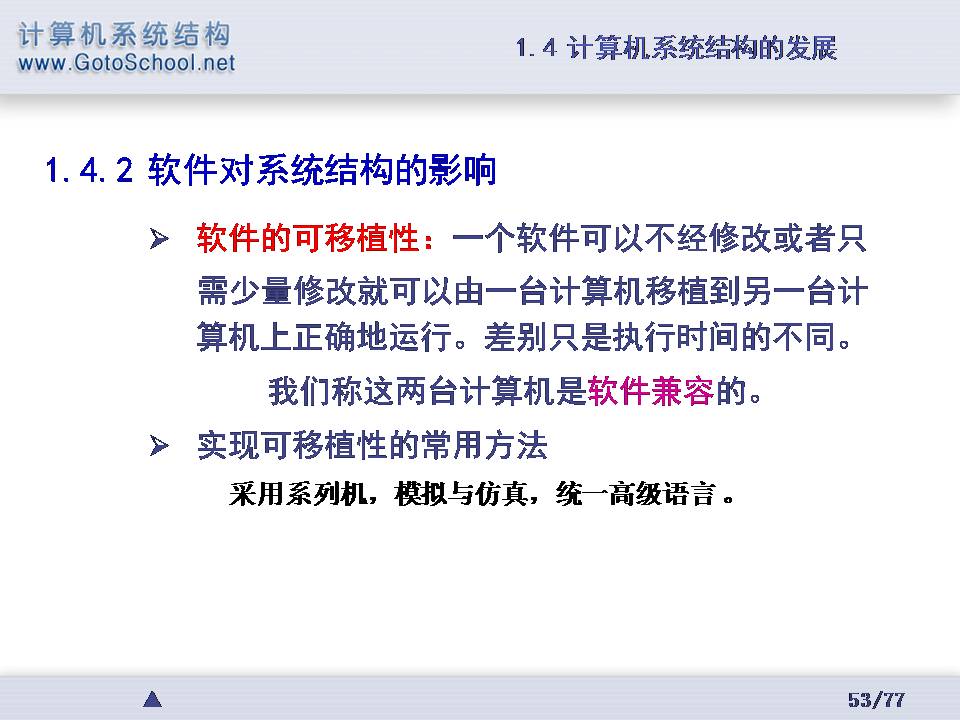 计算机系统结构
www.GotoSchool.net
1.4 计算机系统结构的发展
1.4.2 软件对系统结构的影响
➢ 软件的可移植性：一个软件可以不经修改或者只
需少量修改就可以由一台计算机移植到另一台计
算机上正确地运行。差别只是执行时间的不同。
我们称这两台计算机是软件兼容的。
➢ 实现可移植性的常用方法
采用系列机，模拟与仿真，统一高级语言。
53/77